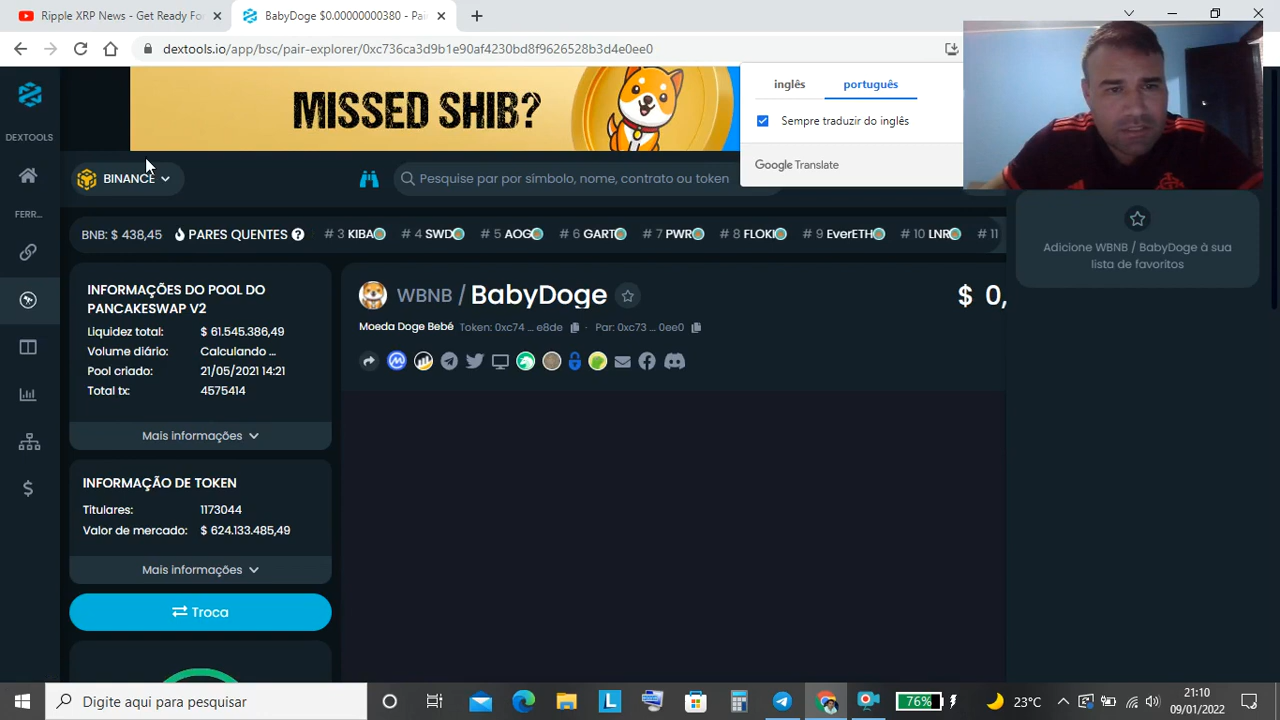 Ripple XRP News - Get Ready Fo
BabyDoge $0.00000000380 - Pai
dextools.io/app/bsc/pair-explorer/0xc736ca3d9b1e90af4230bd8f9626528b3d4e0ee0
MISSED SHIB?
inglês
português
Sempre traduzir do inglês
Google Translate
DEXTOOLS
BINANCE
Pesquise par por símbolo, nome, contrato ou token
FERR...
BNB: $ 438,45
PARES QUENTES
# 3 KIBA
# 4 SWD
# 5 AOG
# 6 GART
# 7 PWR
# 8 FLOKI
# 9 EverETH
# 10 LNR
# 11
Adicione WBNB / BabyDoge à sua
lista de favoritos
INFORMAÇÕES DO POOL DO
PANCAKESWAP V2
Liquidez total: $ 61.545.386,49
Volume diário: Calculando ...
Pool criado: 21/05/2021 14:21
Total tx: 4575414
Mais informações
WBNB / BabyDoge
$ 0,
Moeda Doge Bebê Token: 0xc74 ... e8de · Par: 0xc73 ... 0ee0
INFORMAÇÃO DE TOKEN
Titulares: 1173044
Valor de mercado: $ 624.133.485,49
Mais informações
Troca
Digite aqui para pesquisar
76%
23°C
21:10
09/01/2022